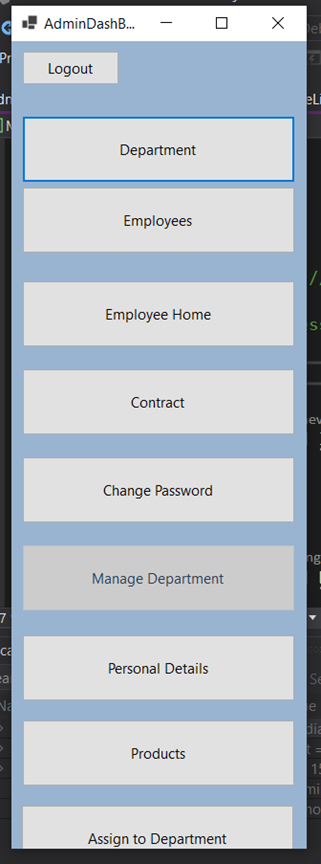 AdminDashB...
Logout
Department
Employees
Employee Home
Contract
Change Password
Manage Department
Personal Details
Products
Assign to Department